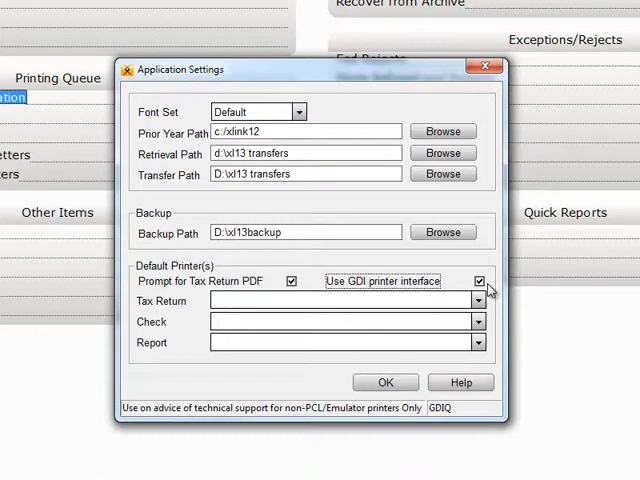 Recover from Archive
Exceptions/Rejects
Printing Queue
ation
etters
ters
Other Items
Quick Reports
Application Settings
Font Set Default
Prior Year Path c:/xlink12 Browse
Retrieval Path d:\xl13 transfers Browse
Transfer Path D:\xl13 transfers Browse
Backup
Backup Path D:\xl13backup Browse
Default Printer(s)
Prompt for Tax Return PDF Use GDI printer interface
Tax Return
Check
Report
OK Help
Use on advice of technical support for non-PCL/Emulator printers Only GDIQ